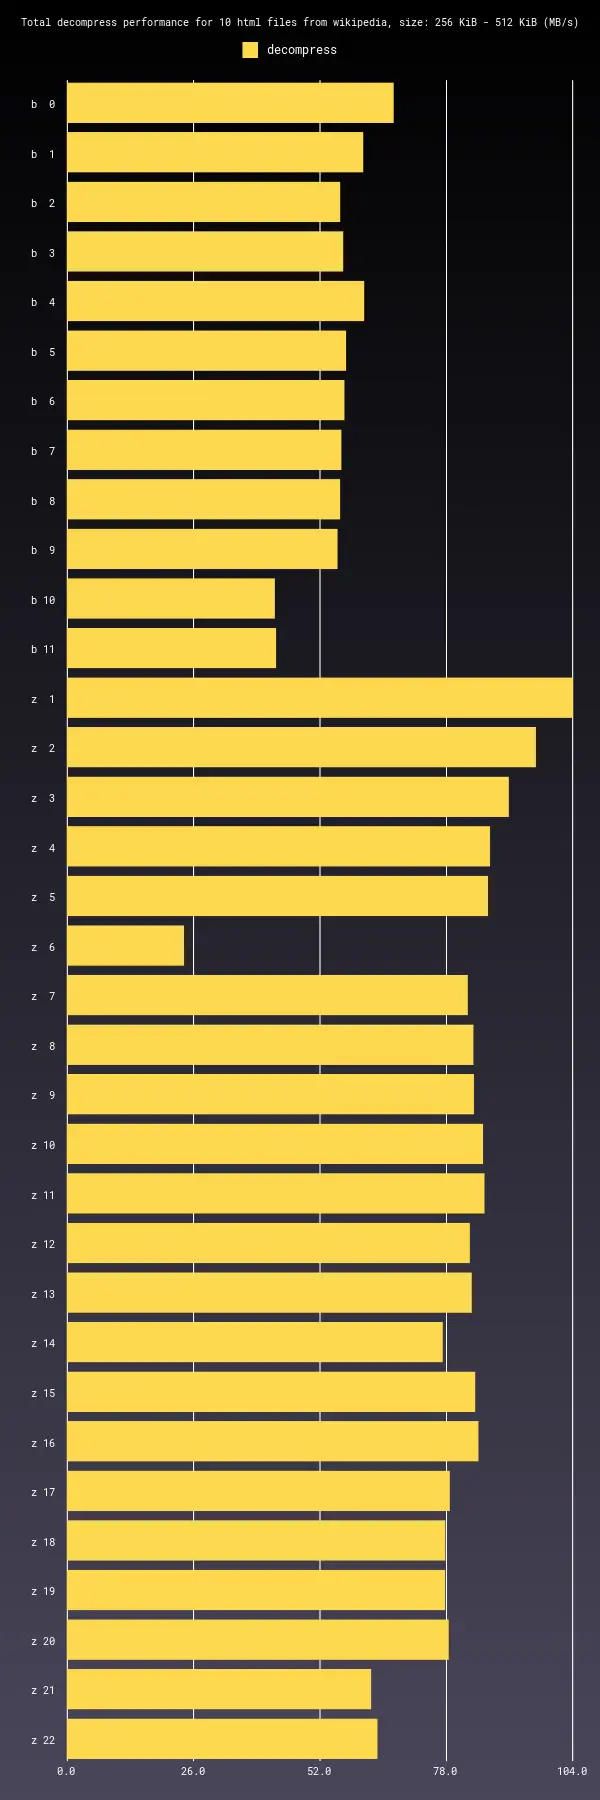 Total decompress performance for 10 html files from wikipedia, size: 256 KiB - 512 KiB (MB/s)
decompress
b 0
b 1
b 2
b 3
b 4
b 5
b 6
b 7
b 8
b 9
b 10
b 11
z 1
z 2
z 3
z 4
z 5
z 6
z 7
z 8
z 9
z 10
z 11
z 12
z 13
z 14
z 15
z 16
z 17
z 18
z 19
z 20
z 21
z 22
0.0 26.0 52.0 78.0 104.0